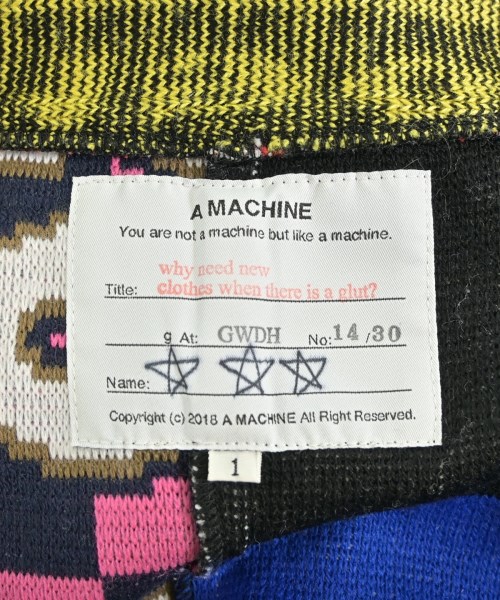 A MACHINE
You are not a machine but like a machine.
why need new
Title: clothes when there is a glut?
g At: GWDH No: 14 /30
Name:
Copyright (c) 2018 A MACHINE All Right Reserved.
1